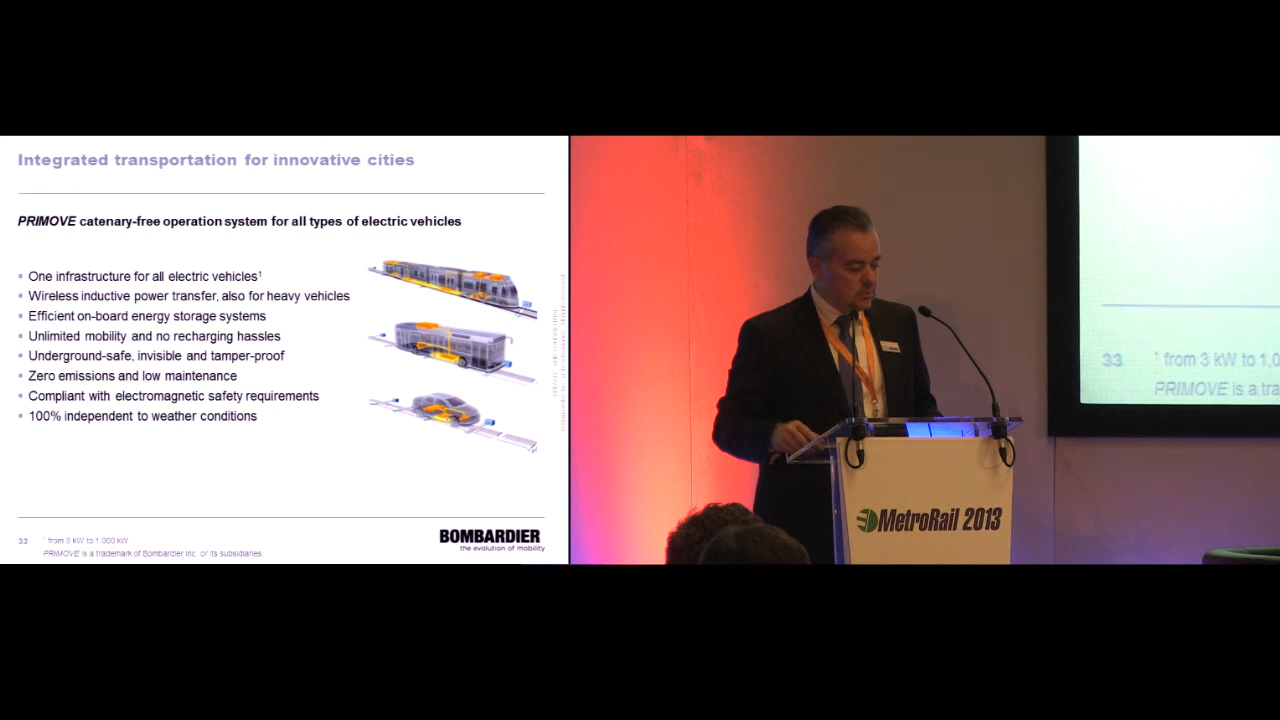 Integrated transportation for innovative cities
PRIMOVE catenary-free operation system for all types of electric vehicles
One infrastructure for all electric vehicles¹
Wireless inductive power transfer, also for heavy vehicles
Efficient on-board energy storage systems
Unlimited mobility and no recharging hassles
Underground-safe, invisible and tamper-proof
Zero emissions and low maintenance
Compliant with electromagnetic safety requirements
100% independent to weather conditions
33 ¹ from 3 kW to 1,000 kW
PRIMOVE is a trademark of Bombardier Inc. or its subsidiaries
BOMBARDIER
the evolution of mobility
33 ¹ from 3 kW to 1,0
PRIMOVE is a tra
MetroRail 2013